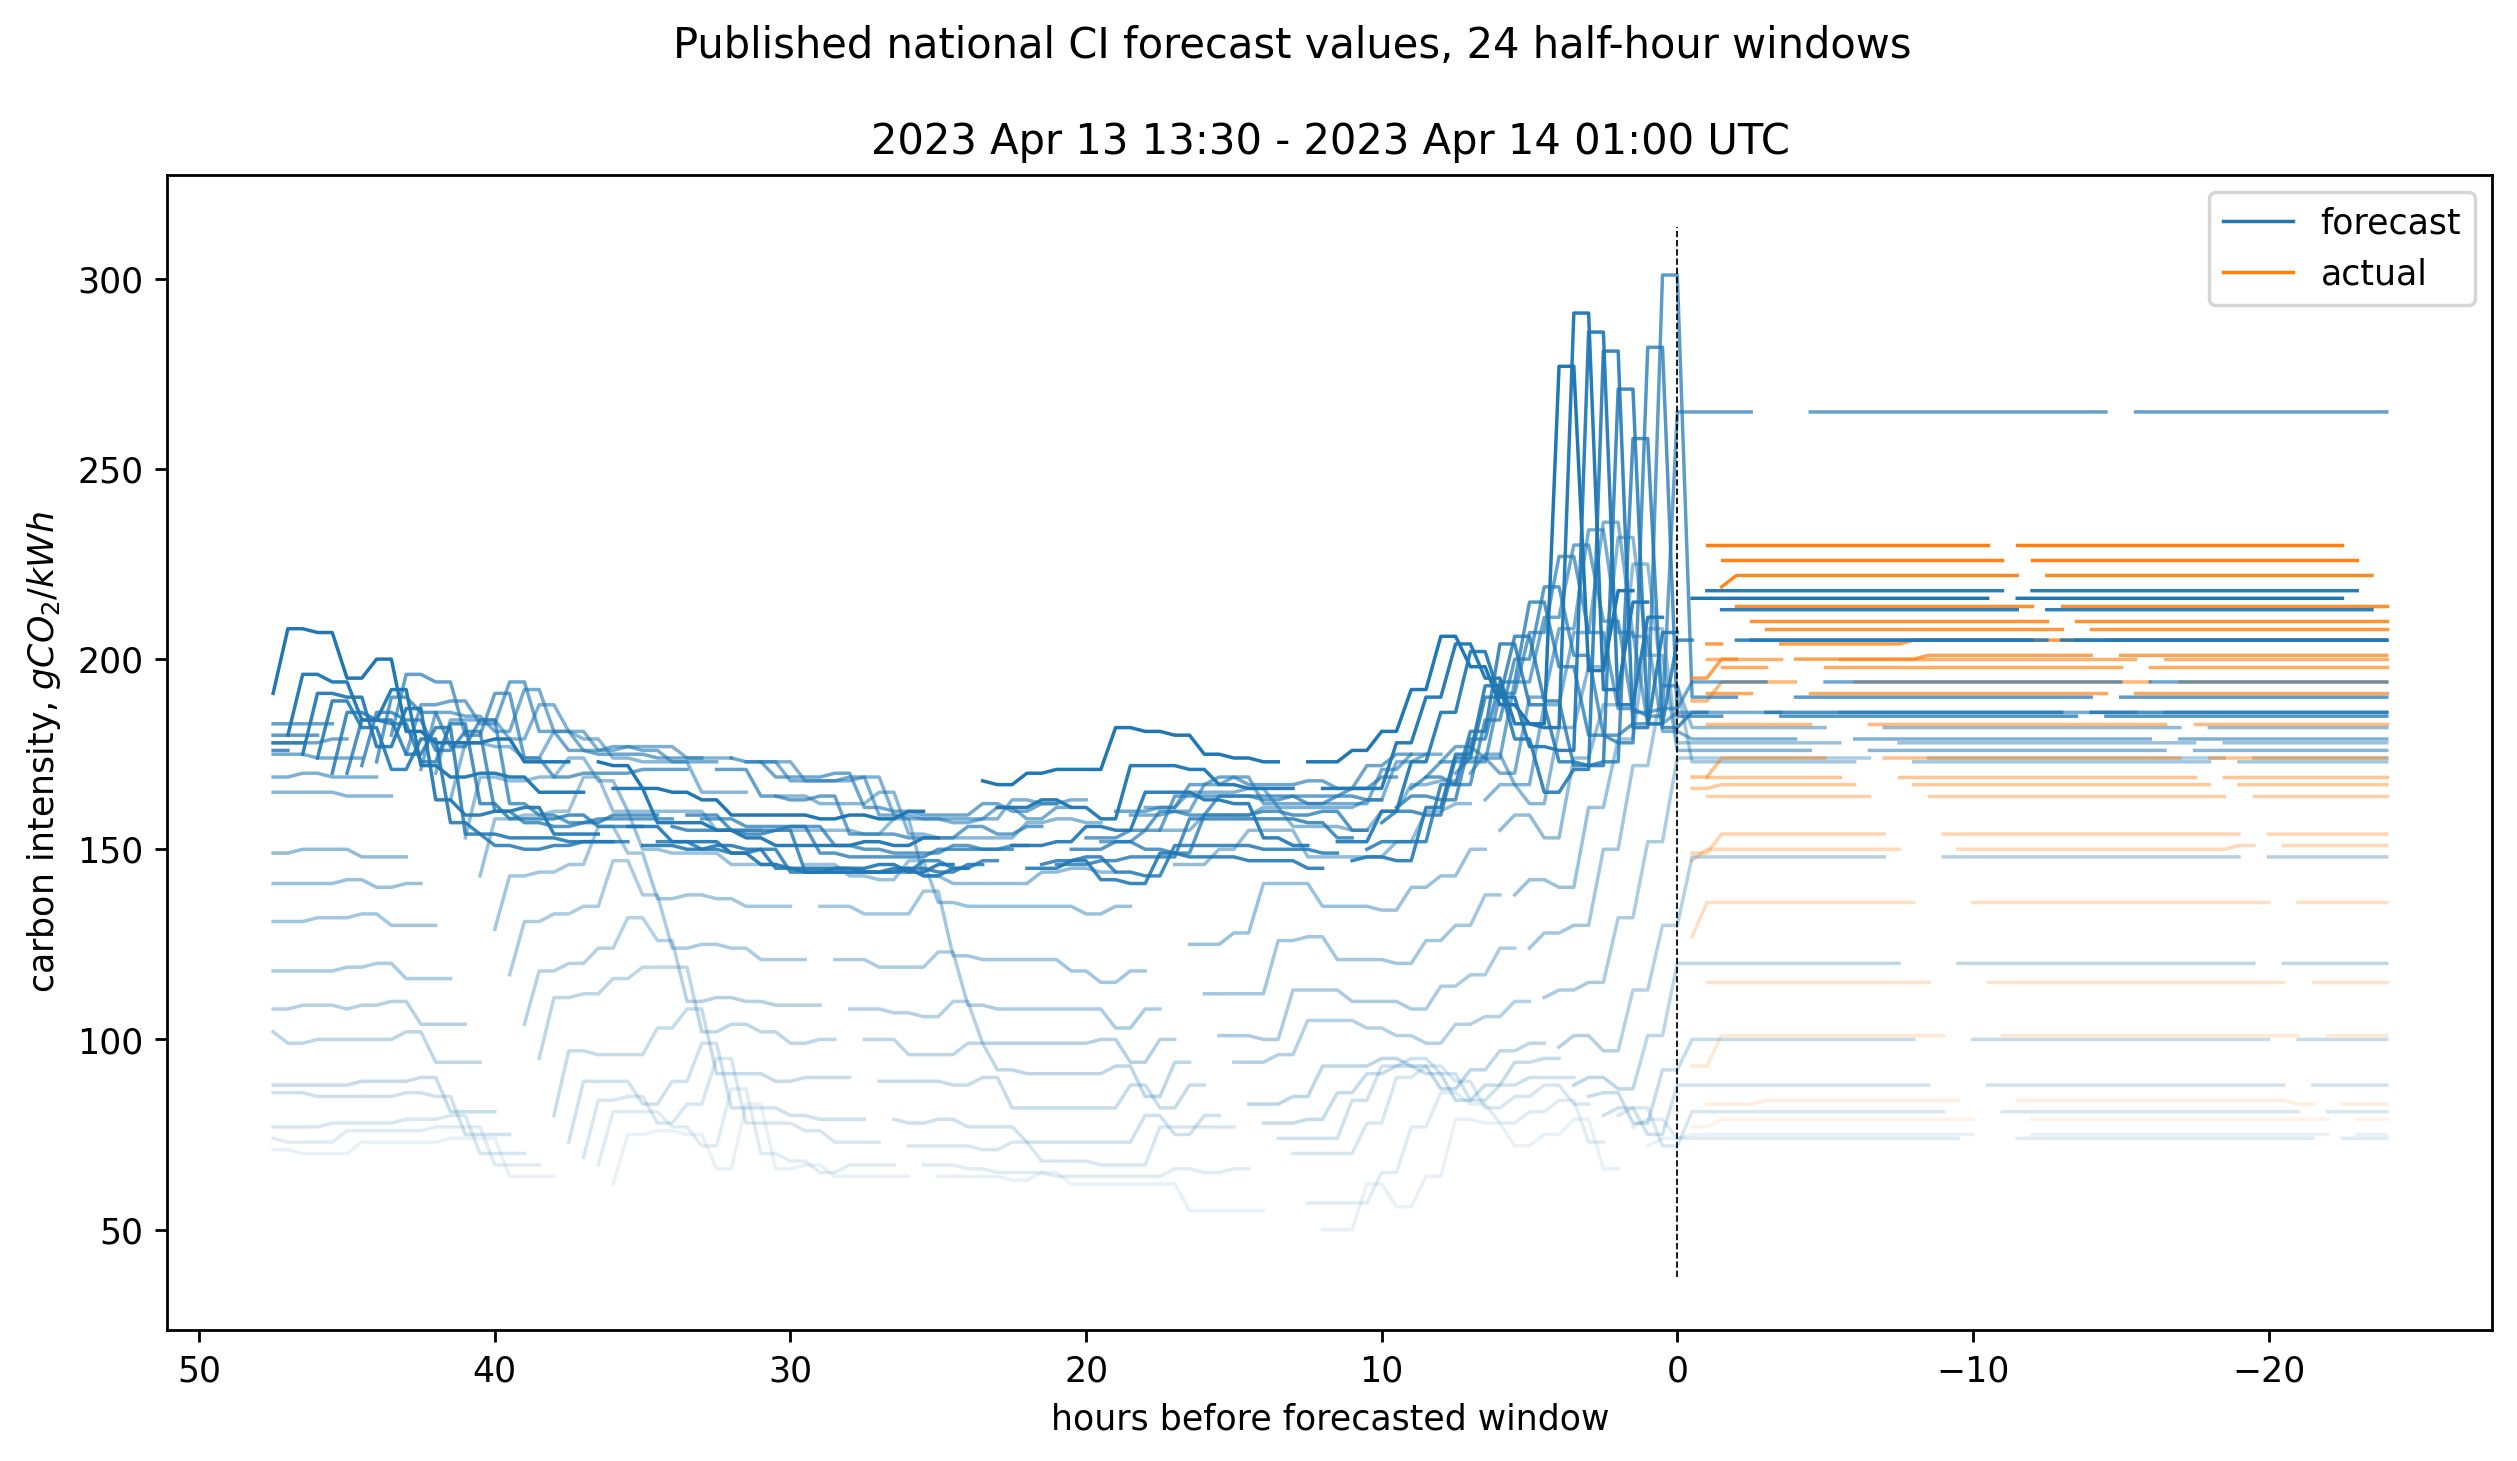 Published national CI forecast values, 24 half-hour windows
2023 Apr 13 13:30 - 2023 Apr 14 01:00 UTC
forecast
actual
carbon intensity, gCO₂/kWh
300
250
200
150
100
50
50
40
30
20
10
0
−10
−20
hours before forecasted window